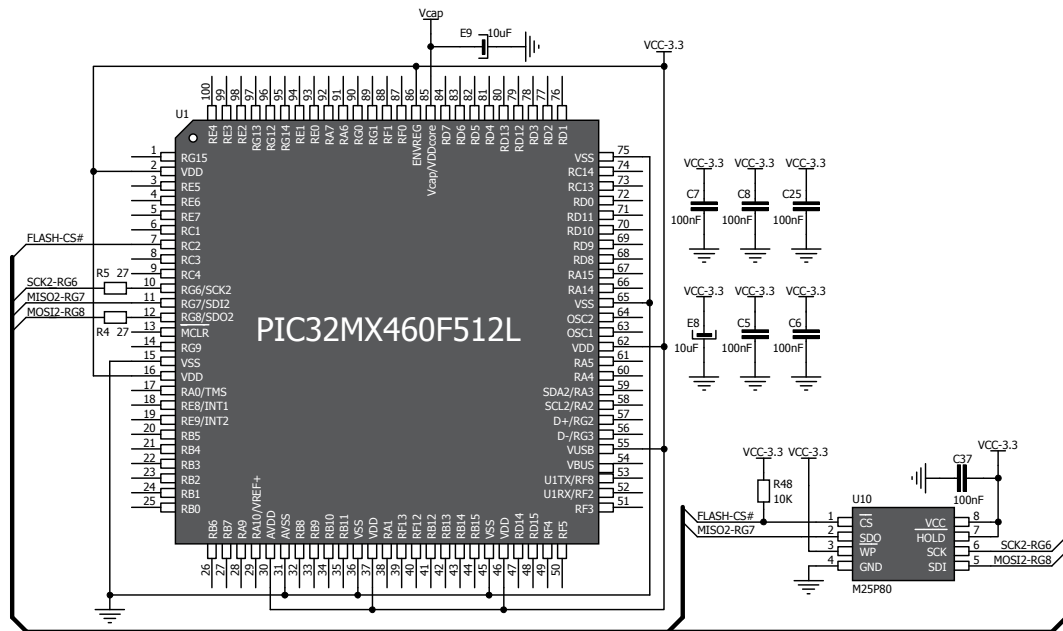 Vcap
E9 10uF
VCC-3.3
U1
100 99 98 97 96 95 94 93 92 91 90 89 88 87 86 85 84 83 82 81 80 79 78 77 76
RE4 RE3 RE2 RG13 RG12 RG14 RE1 RE0 RA7 RA6 RG0 RG1 RF1 RF0 ENVREG Vcap/VDDcore RD7 RD6 RD5 RD4 RD13 RD12 RD3 RD2 RD1
1 RG15 VSS 75
2 VDD RC14 74
3 RE5 RC13 73
4 RE6 RD0 72
5 RE7 RD11 71
6 RC1 RD10 70
FLASH-CS# 7 RC2 RD9 69
8 RC3 RD8 68
R5 27 9 RC4 RA15 67
SCK2-RG6 10 RG6/SCK2 RA14 66
MISO2-RG7 11 RG7/SDI2 VSS 65
MOSI2-RG8 12 RG8/SDO2 OSC2 64
R4 27 13 MCLR OSC1 63
14 RG9 VDD 62
15 VSS RA5 61
16 VDD RA4 60
17 RA0/TMS SDA2/RA3 59
18 RE8/INT1 SCL2/RA2 58
19 RE9/INT2 D+/RG2 57
20 RB5 D-/RG3 56
21 RB4 VUSB 55
22 RB3 VBUS 54
23 RB2 U1TX/RF8 53
24 RB1 U1RX/RF2 52
25 RB0 RF3 51
PIC32MX460F512L
RB6 RB7 RA9 RA10/VREF+ AVDD AVSS RB8 RB9 RB10 RB11 VSS VDD RA1 RF13 RF12 RB12 RB13 RB14 RB15 VSS VDD RD14 RD15 RF4 RF5
26 27 28 29 30 31 32 33 34 35 36 37 38 39 40 41 42 43 44 45 46 47 48 49 50
VCC-3.3 VCC-3.3 VCC-3.3
C7 C8 C25
100nF 100nF 100nF
VCC-3.3 VCC-3.3 VCC-3.3
E8 C5 C6
10uF 100nF 100nF
VCC-3.3 VCC-3.3 VCC-3.3
C37
100nF
R48
10K
U10
FLASH-CS# 1 CS VCC 8
MISO2-RG7 2 SDO HOLD 7
3 WP SCK 6 SCK2-RG6
4 GND SDI 5 MOSI2-RG8
M25P80